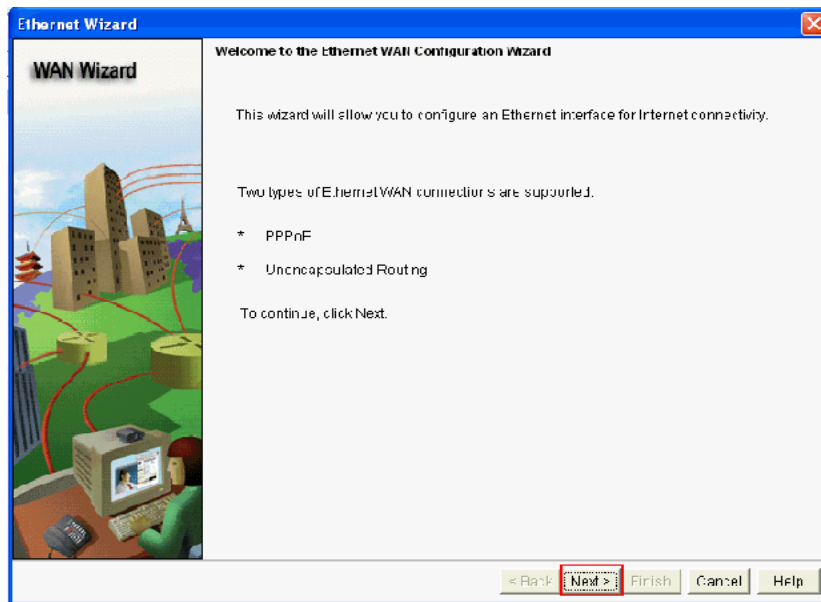 Ethernet Wizard
WAN Wizard
Welcome to the Ethernet WAN Configuration Wizard
This wizard will allow you to configure an Ethernet interface for Internet connectivity.
Two types of Ethernet WAN connections are supported.
* PPPoE
* Unencapsulated Routing
To continue, click Next.
< Back Next > Finish Cancel Help